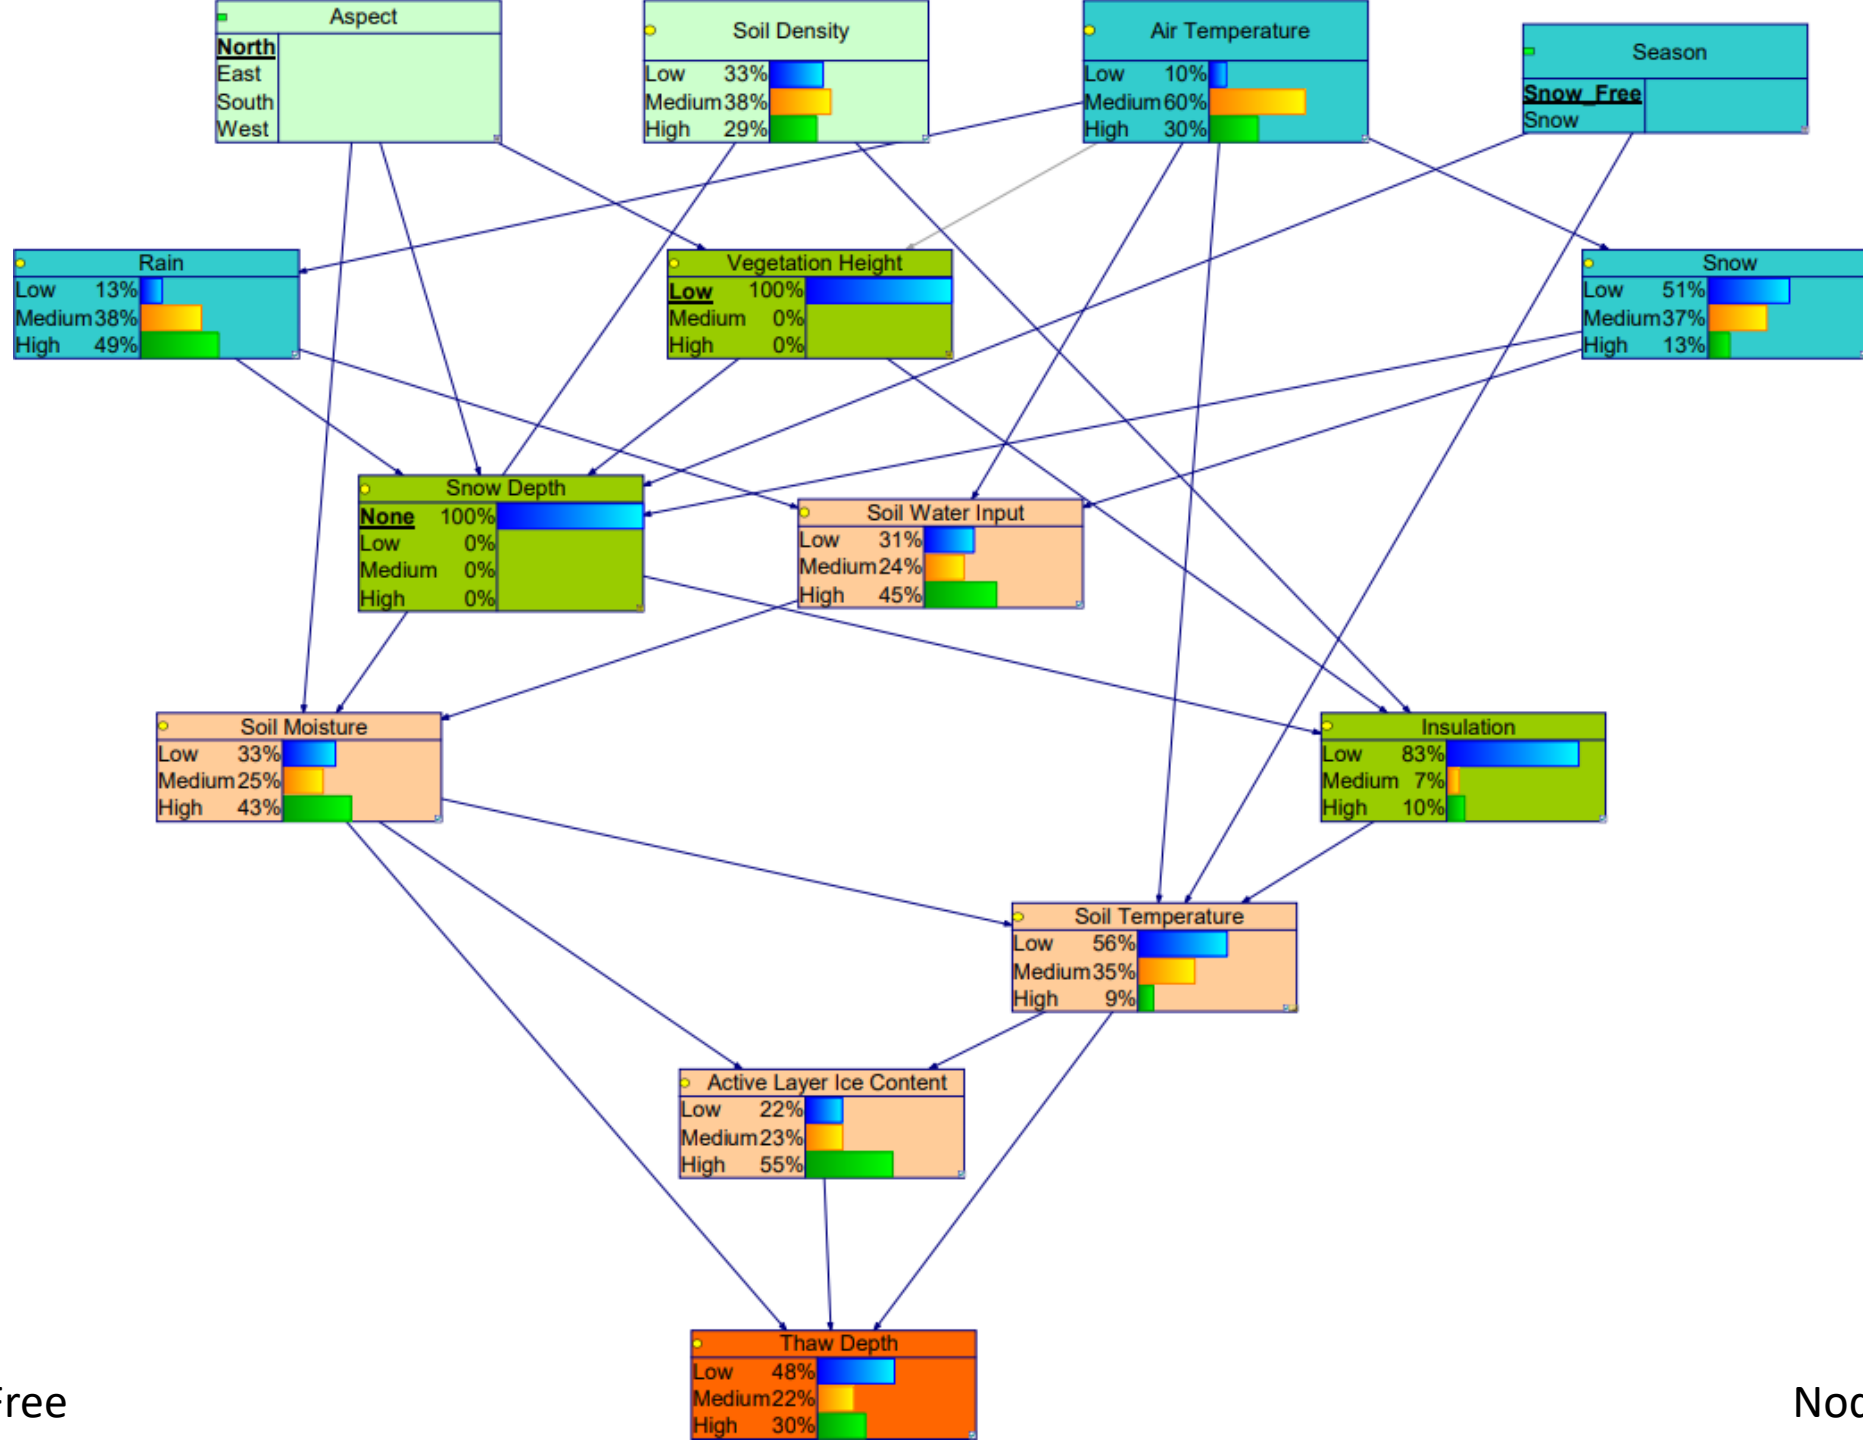 Aspect
North
East
South
West
Soil Density
Low 33%
Medium 38%
High 29%
Air Temperature
Low 10%
Medium 60%
High 30%
Season
Snow_Free
Snow
Rain
Low 13%
Medium 38%
High 49%
Vegetation Height
Low 100%
Medium 0%
High 0%
Snow
Low 51%
Medium 37%
High 13%
Snow Depth
None 100%
Low 0%
Medium 0%
High 0%
Soil Water Input
Low 31%
Medium 24%
High 45%
Soil Moisture
Low 33%
Medium 25%
High 43%
Insulation
Low 83%
Medium 7%
High 10%
Soil Temperature
Low 56%
Medium 35%
High 9%
Active Layer Ice Content
Low 22%
Medium 23%
High 55%
Thaw Depth
Low 48%
Medium 22%
High 30%